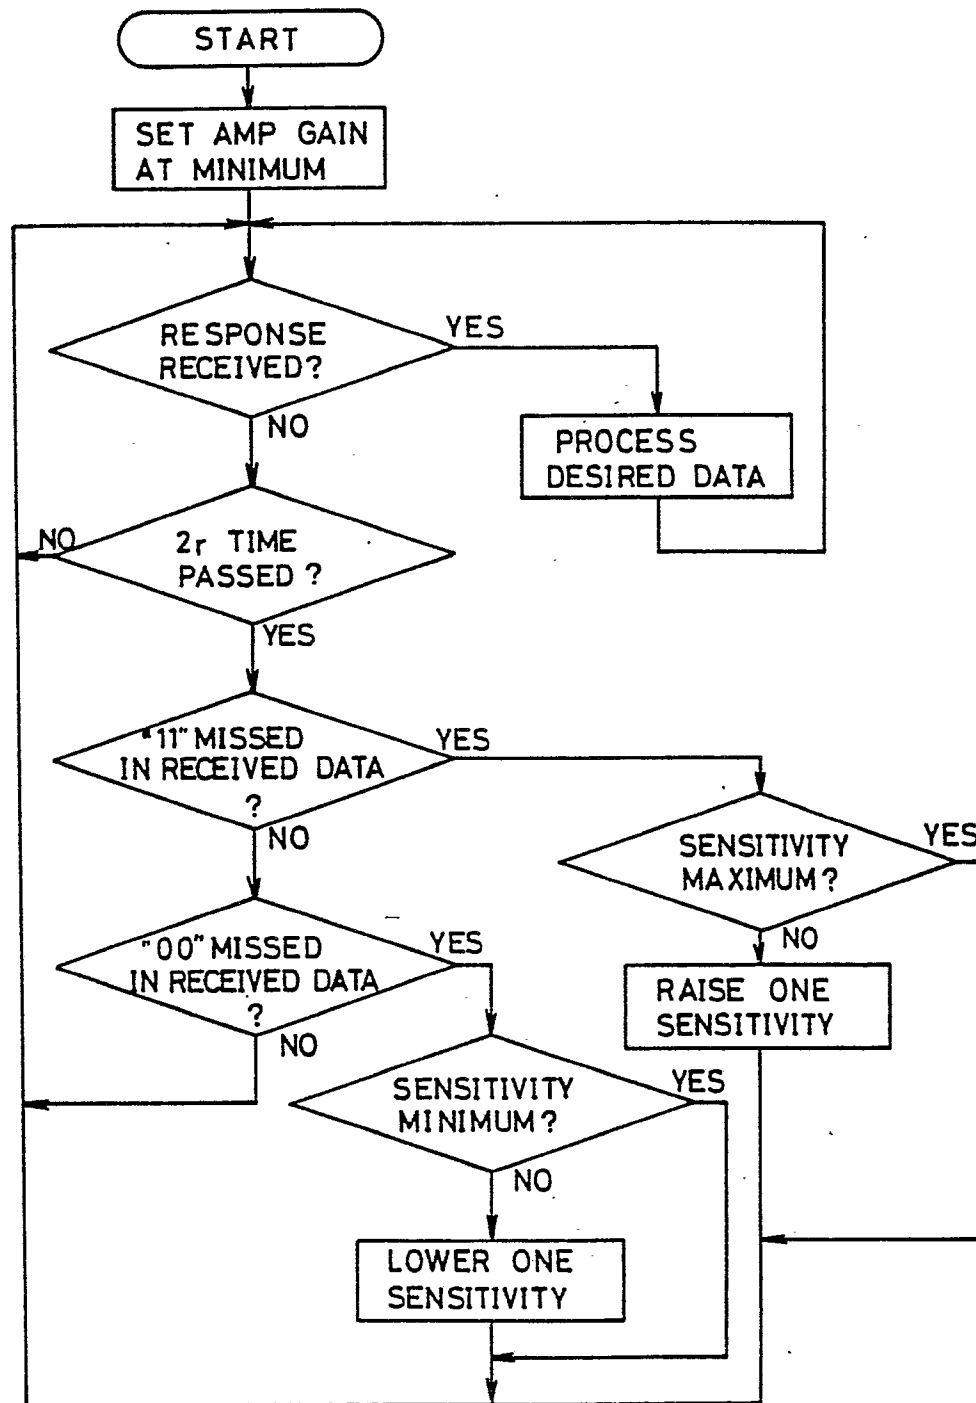 START
SET AMP GAIN
AT MINIMUM
RESPONSE
RECEIVED?
YES
NO
PROCESS
DESIRED DATA
2r TIME
PASSED?
NO
YES
"11" MISSED
IN RECEIVED DATA
?
YES
NO
SENSITIVITY
MAXIMUM?
YES
NO
"00" MISSED
IN RECEIVED DATA
?
YES
NO
RAISE ONE
SENSITIVITY
SENSITIVITY
MINIMUM?
YES
NO
LOWER ONE
SENSITIVITY